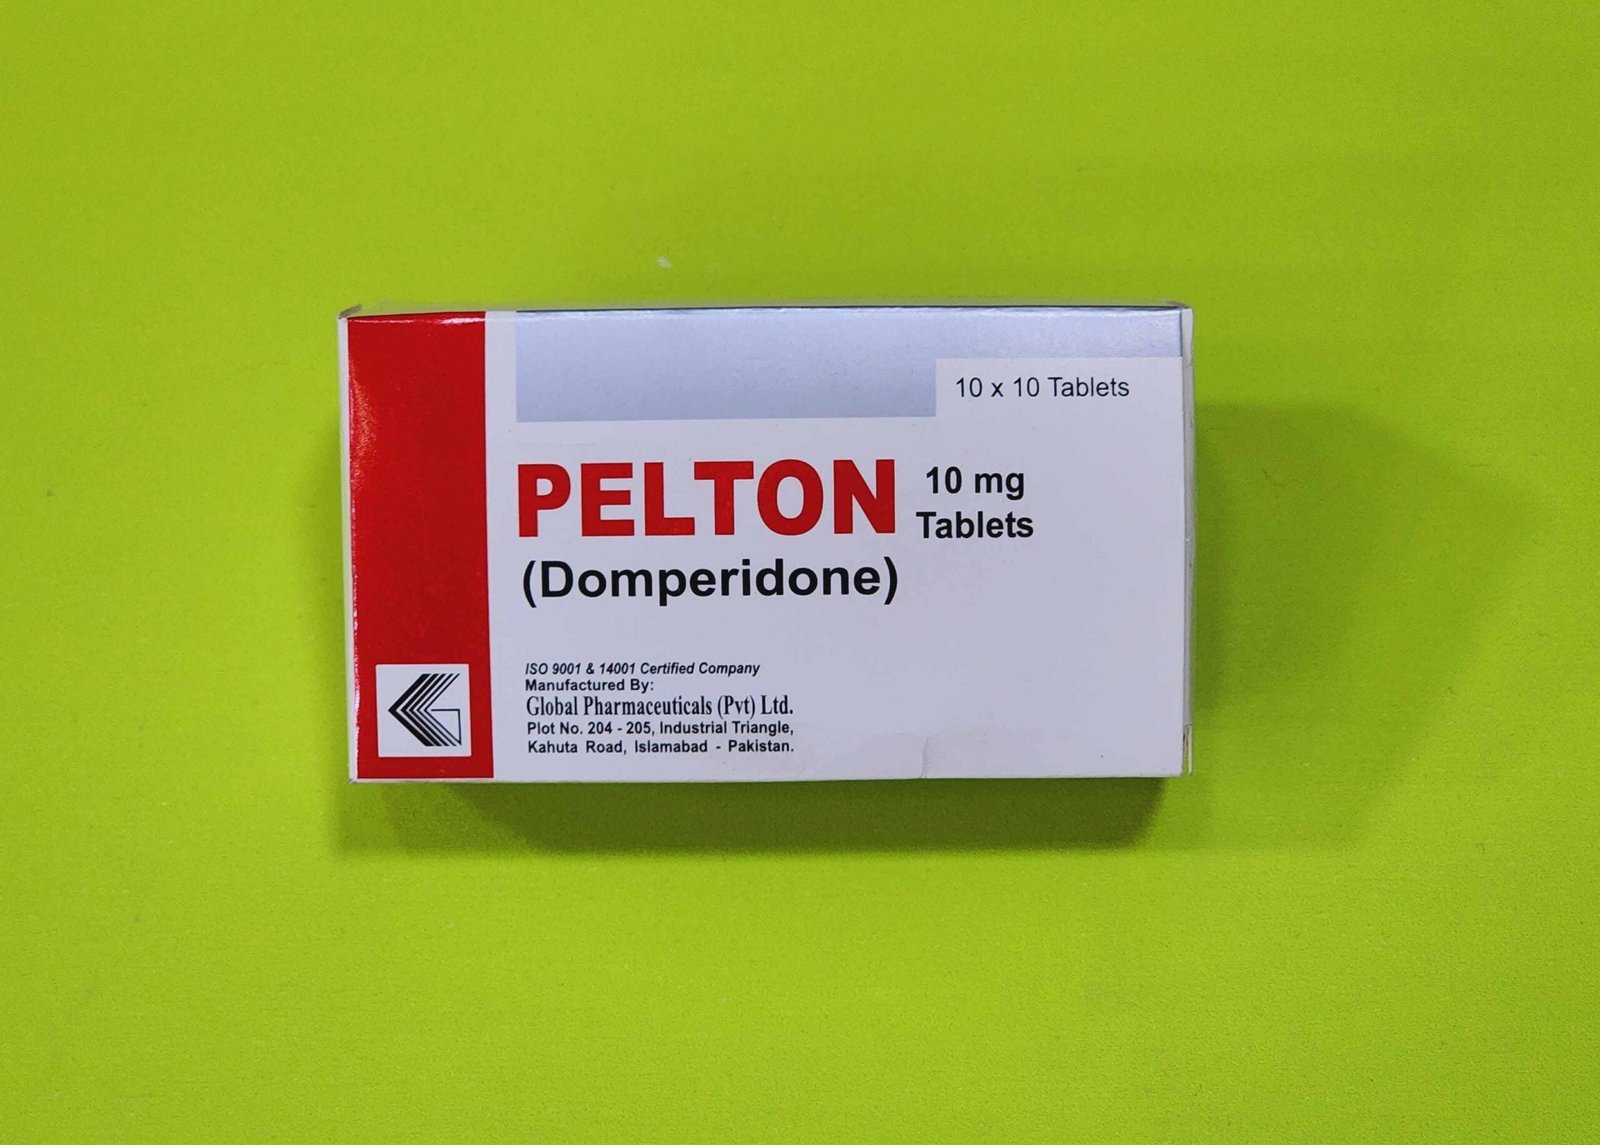 10 x 10 Tablets
PELTON 10 mg
Tablets
(Domperidone)
ISO 9001 & 14001 Certified Company
Manufactured By:
Global Pharmaceuticals (Pvt) Ltd.
Plot No. 204 - 205, Industrial Triangle,
Kahuta Road, Islamabad - Pakistan.